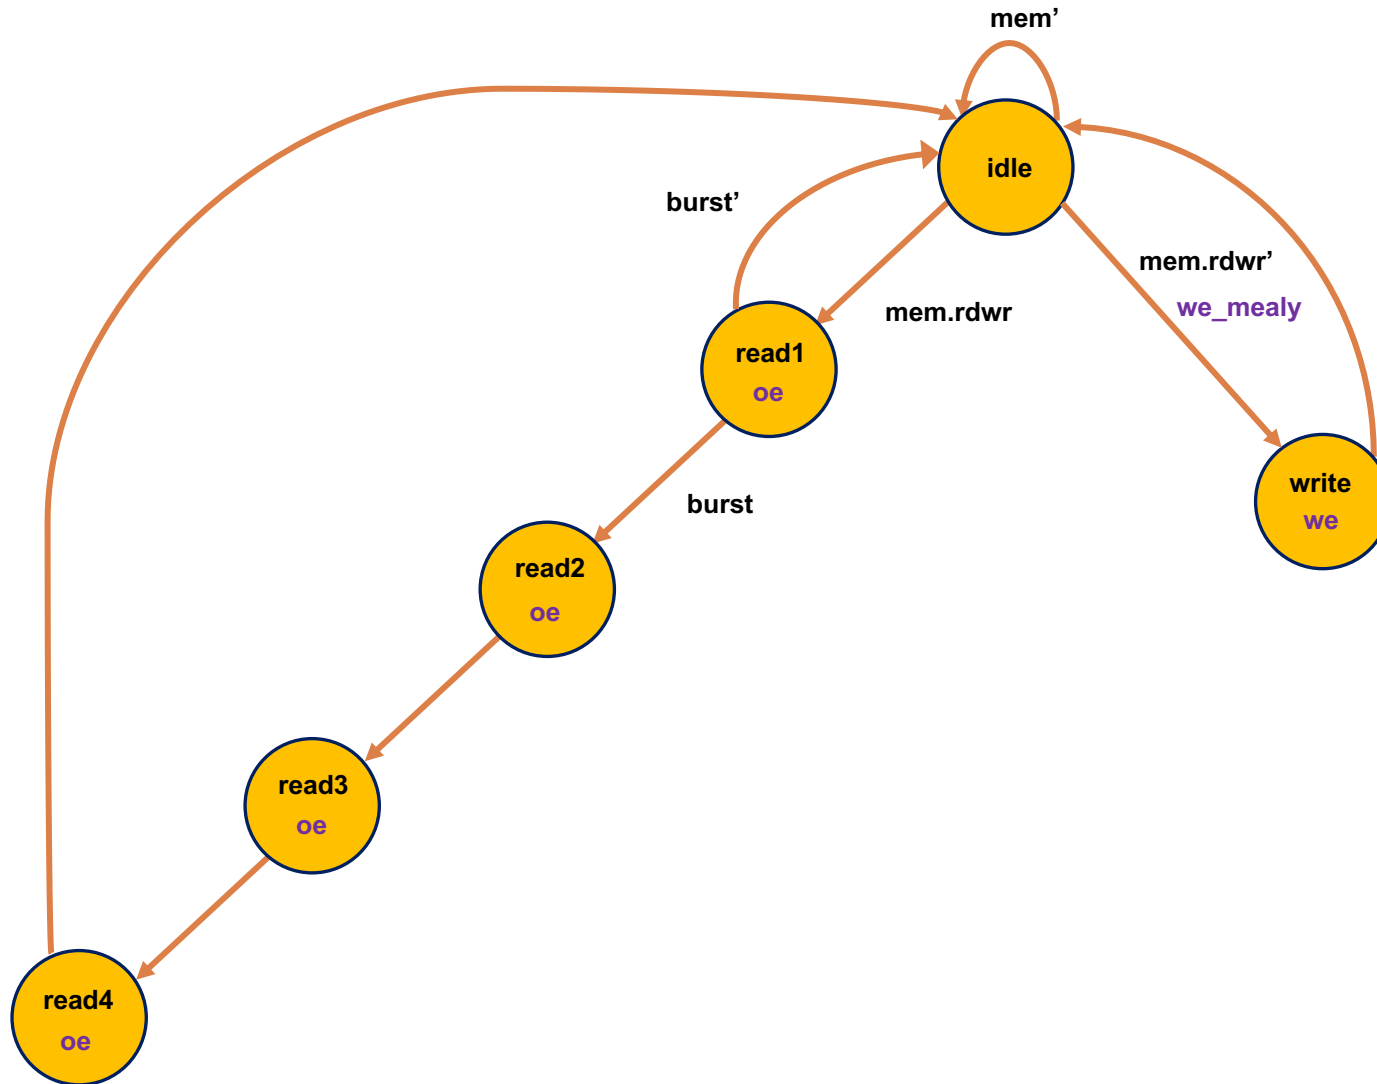 mem’
idle
burst’
mem.rdwr’
we_mealy
mem.rdwr
read1
oe
write
we
burst
read2
oe
read3
oe
read4
oe